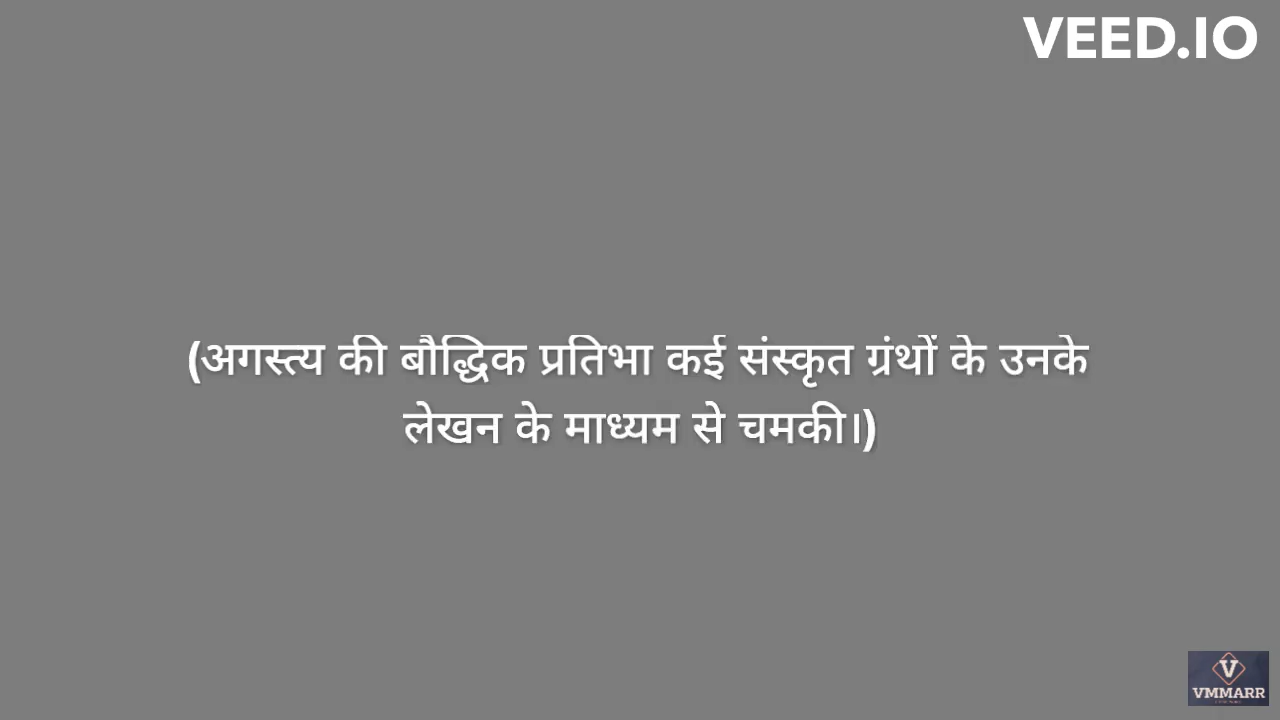 VEED.IO
(अगस्त्य की बौद्धिक प्रतिभा कई संस्कृत ग्रंथों के उनके
लेखन के माध्यम से चमकी।)
V
VMMARR